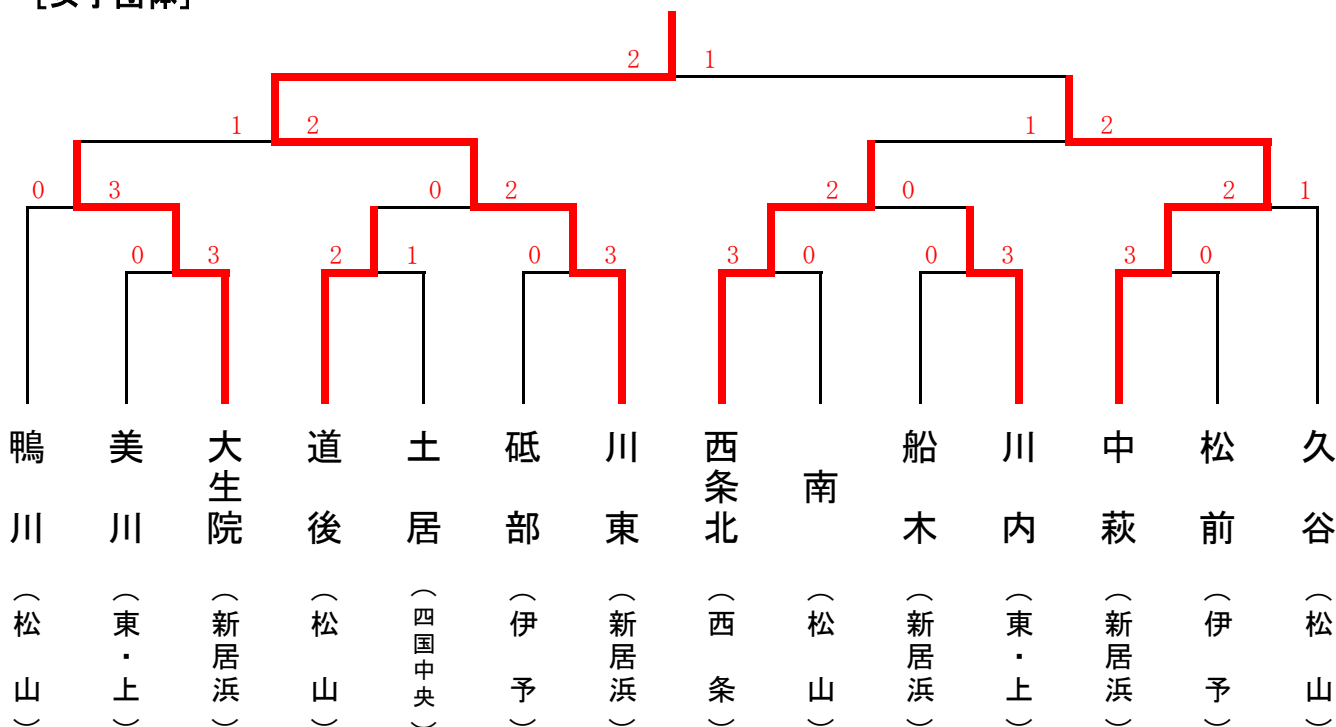 [女子団体]
2 1
1 2 1 2
0 3 0 2 2 0 2 1
0 3 2 1 0 3 3 0 0 3 3 0
鴨川
美川
大生院
道後
土居
砥部
川東
西条北
南
船木
川内
中萩
松前
久谷
(松山)
(東・上)
(新居浜)
(松山)
(四国中央)
(伊予)
(新居浜)
(西条)
(松山)
(新居浜)
(東・上)
(新居浜)
(伊予)
(松山)